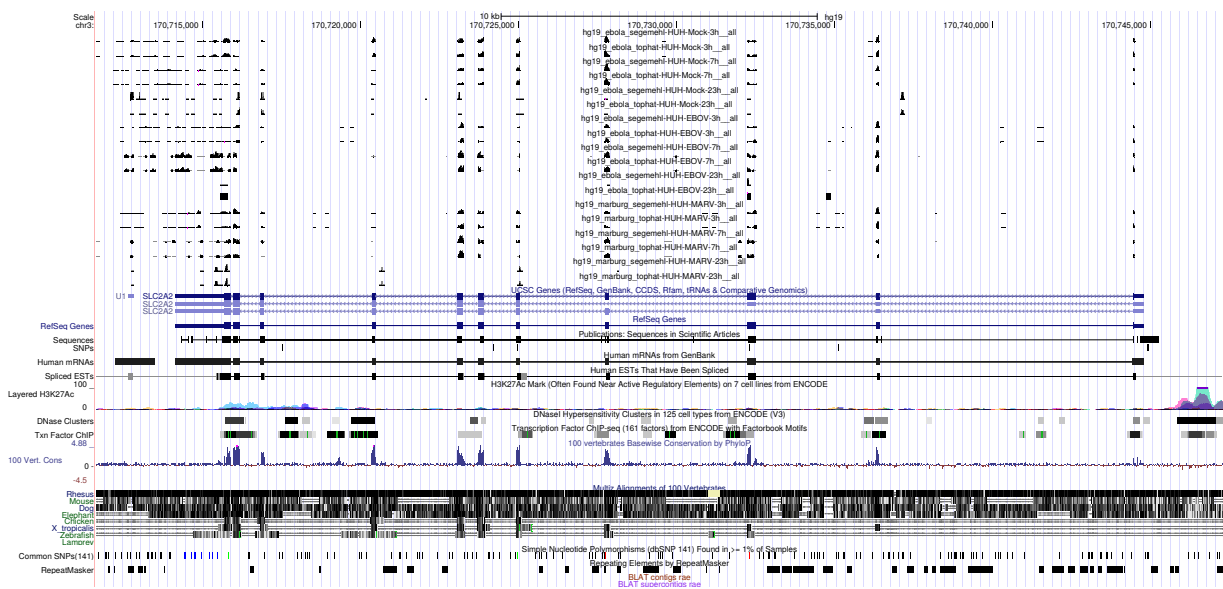 Scale 10 kb hg19
chr3: 170,715,000 170,720,000 170,725,000 170,730,000 170,735,000 170,740,000 170,745,000
hg19_ebola_segemehl-HUH-Mock-3h__all
hg19_ebola_tophat-HUH-Mock-3h__all
hg19_ebola_segemehl-HUH-Mock-7h__all
hg19_ebola_tophat-HUH-Mock-7h__all
hg19_ebola_segemehl-HUH-Mock-23h__all
hg19_ebola_tophat-HUH-Mock-23h__all
hg19_ebola_segemehl-HUH-EBOV-3h__all
hg19_ebola_tophat-HUH-EBOV-3h__all
hg19_ebola_segemehl-HUH-EBOV-7h__all
hg19_ebola_tophat-HUH-EBOV-7h__all
hg19_ebola_segemehl-HUH-EBOV-23h__all
hg19_ebola_tophat-HUH-EBOV-23h__all
hg19_marburg_segemehl-HUH-MARV-3h__all
hg19_marburg_tophat-HUH-MARV-3h__all
hg19_marburg_segemehl-HUH-MARV-7h__all
hg19_marburg_tophat-HUH-MARV-7h__all
hg19_marburg_segemehl-HUH-MARV-23h__all
hg19_marburg_tophat-HUH-MARV-23h__all
UCSC Genes (RefSeq, GenBank, CCDS, Rfam, tRNAs & Comparative Genomics)
U1 SLC2A2
SLC2A2
SLC2A2
RefSeq Genes
RefSeq Genes
Publications: Sequences in Scientific Articles
Sequences
SNPs
Human mRNAs from GenBank
Human mRNAs
Human ESTs That Have Been Spliced
Spliced ESTs
H3K27Ac Mark (Often Found Near Active Regulatory Elements) on 7 cell lines from ENCODE
100
Layered H3K27Ac
0
DNaseI Hypersensitivity Clusters in 125 cell types from ENCODE (V3)
DNase Clusters
Transcription Factor ChIP-seq (161 factors) from ENCODE with Factorbook Motifs
Txn Factor ChIP
100 vertebrates Basewise Conservation by PhyloP
4.88
100 Vert. Cons
0
-4.5
Multiz Alignments of 100 Vertebrates
Rhesus
Mouse
Dog
Elephant
Chicken
X_tropicalis
Zebrafish
Lamprey
Simple Nucleotide Polymorphisms (dbSNP 141) Found in >= 1% of Samples
Common SNPs(141)
Repeating Elements by RepeatMasker
RepeatMasker
BLAT contigs rae
BLAT supercontigs rae